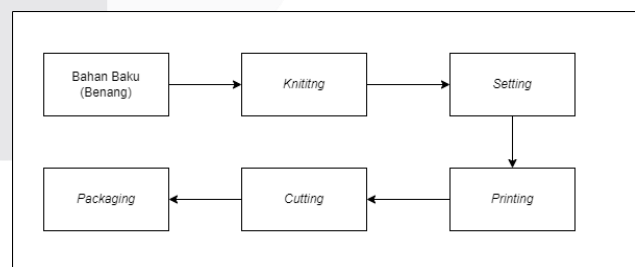 Bahan Baku
(Benang)
Knititng
Setting
Packaging
Cutting
Printing